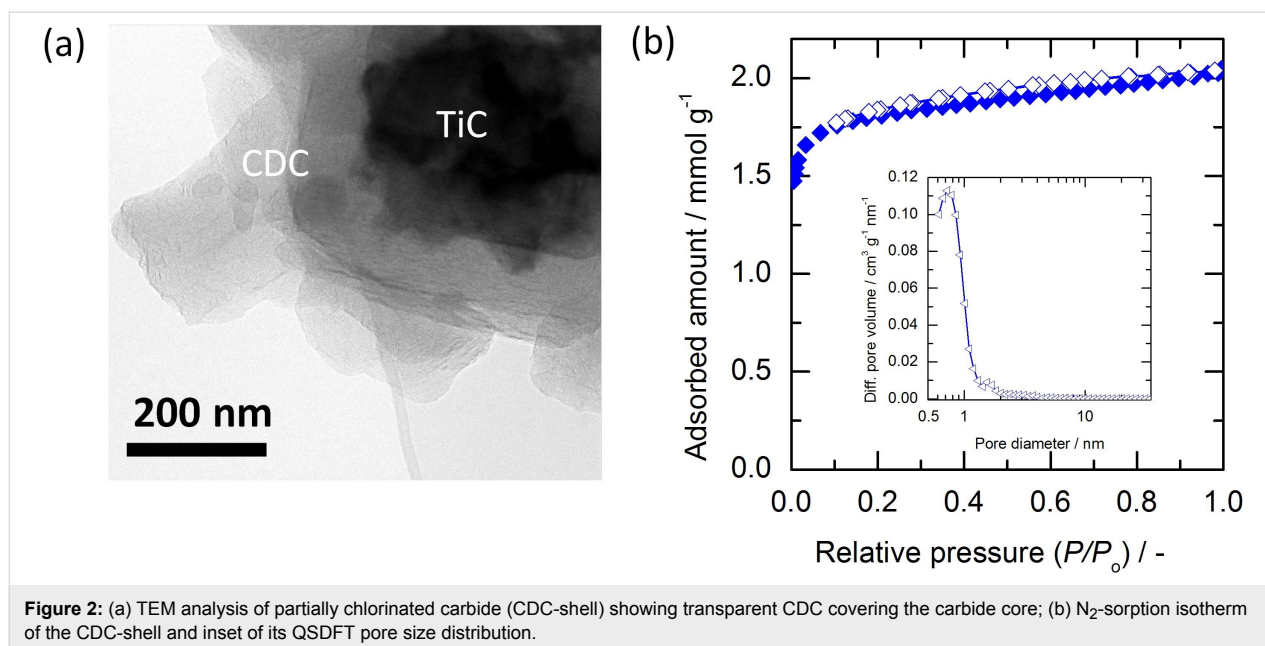 (a)
TiC
CDC
200 nm
(b)
Adsorbed amount / mmol g⁻¹
2.0
1.5
1.0
0.5
0.0
0.0 0.2 0.4 0.6 0.8 1.0
Relative pressure (P/Pₒ) / -
Diff. pore volume / cm³ g⁻¹ nm⁻¹
0.12
0.10
0.08
0.06
0.04
0.02
0.00
0.5 1 10
Pore diameter / nm
Figure 2: (a) TEM analysis of partially chlorinated carbide (CDC-shell) showing transparent CDC covering the carbide core; (b) N₂-sorption isotherm
of the CDC-shell and inset of its QSDFT pore size distribution.